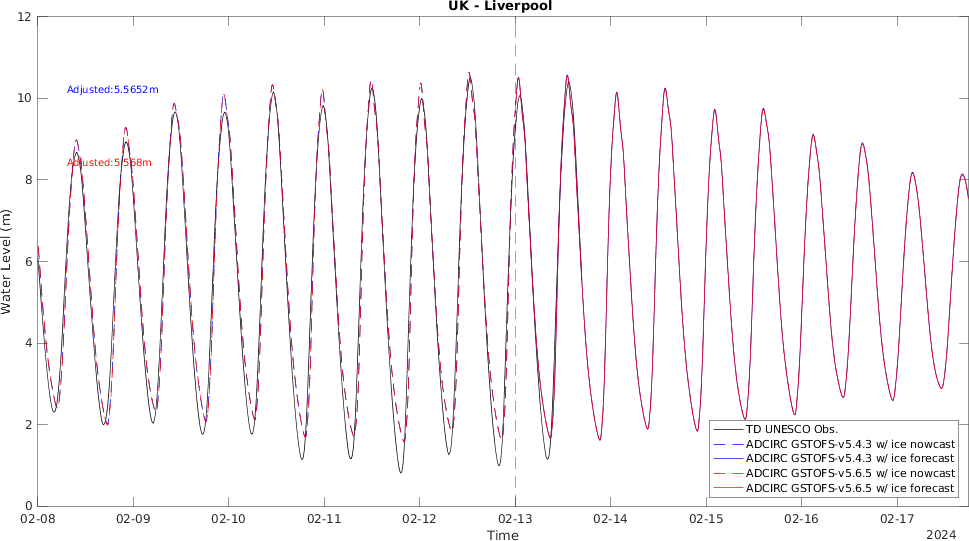 UK - Liverpool
12
10
8
6
4
2
0
Water Level (m)
Adjusted:5.5652m
Adjusted:5.568m
TD UNESCO Obs.
ADCIRC GSTOFS-v5.4.3 w/ ice nowcast
ADCIRC GSTOFS-v5.4.3 w/ ice forecast
ADCIRC GSTOFS-v5.6.5 w/ ice nowcast
ADCIRC GSTOFS-v5.6.5 w/ ice forecast
02-08 02-09 02-10 02-11 02-12 02-13 02-14 02-15 02-16 02-17
Time
2024